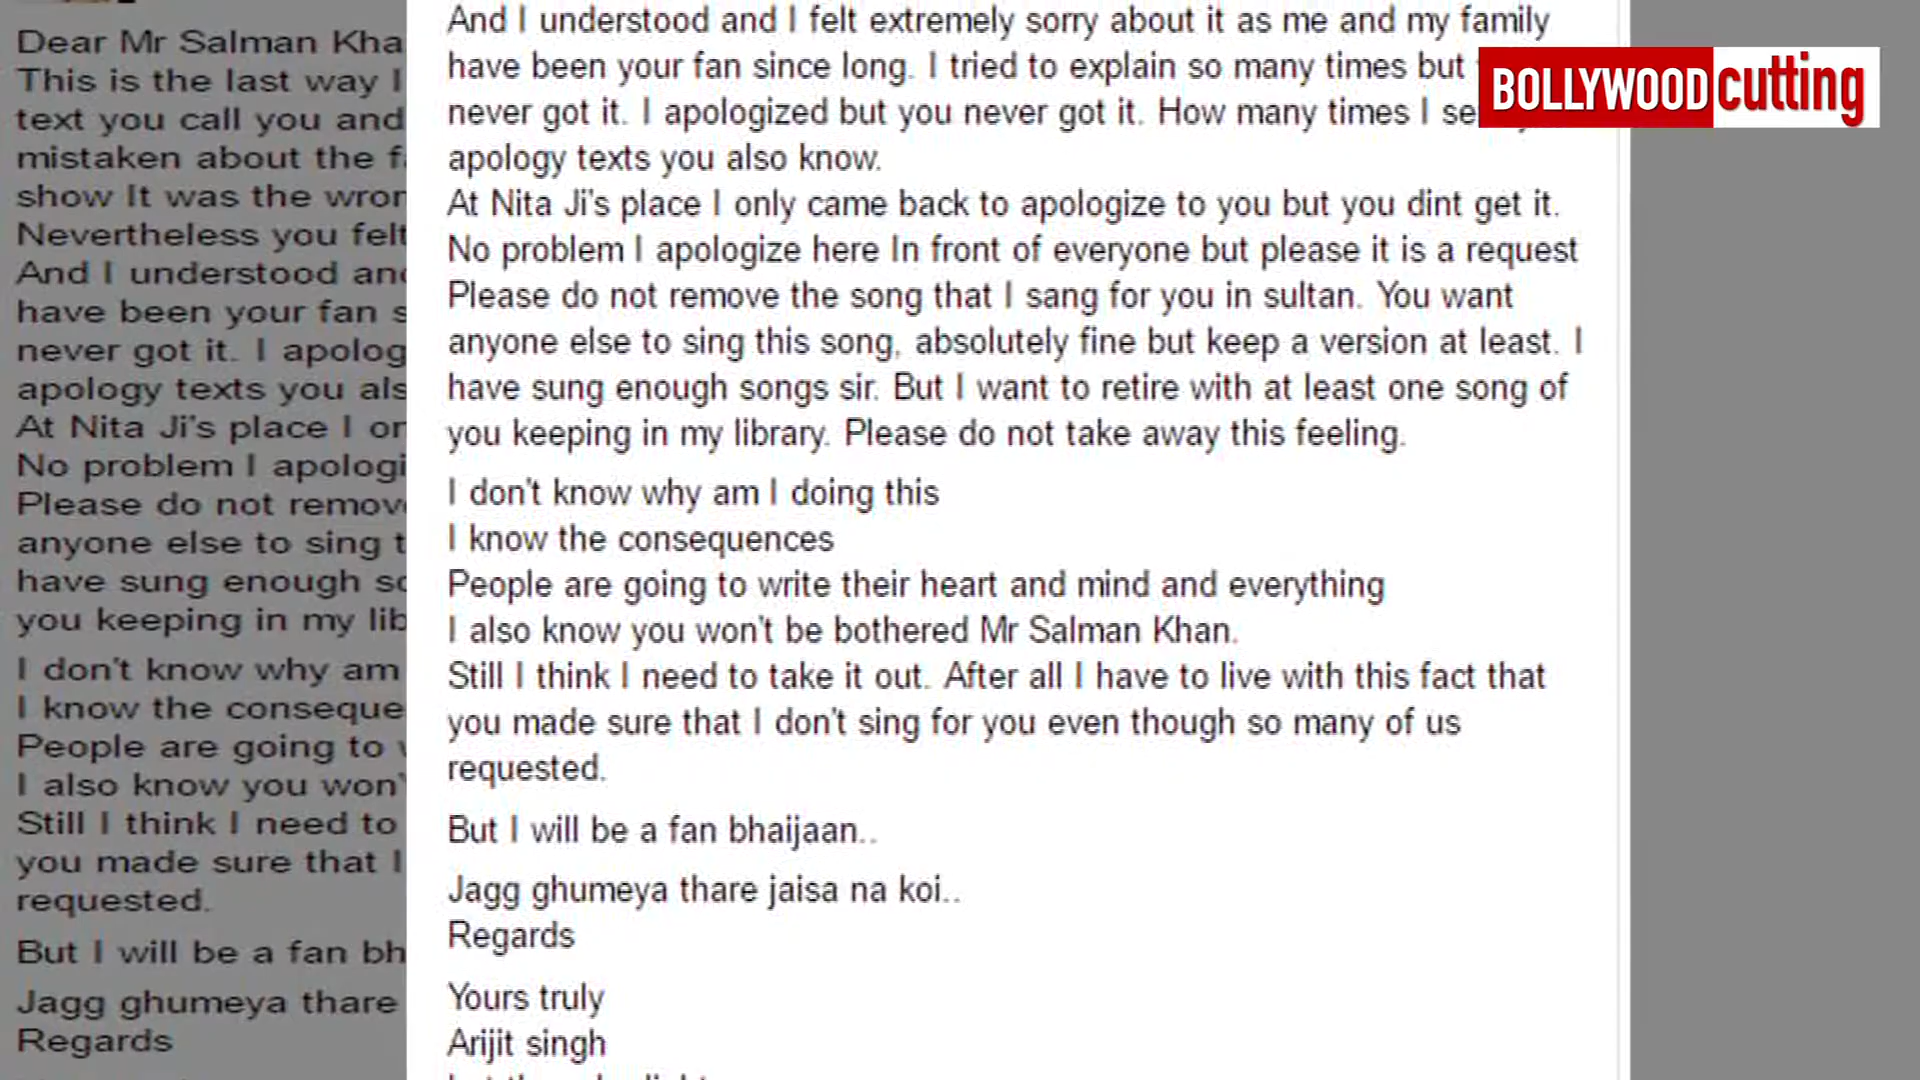 Dear Mr Salman Kha
This is the last way I
text you call you and
mistaken about the
show It was the
Nevertheless you felt
And I understood
have been your fan
never got it. I
apology texts you
At Nita Ji's place I
No problem I
Please do not
anyone else to sing
have sung enough
you keeping in my
I don't know why am
I know the
People are going to
I also know you
Still I think I need to
you made sure that I
requested.
But I will be a fan
Jagg ghumeya thare
Regards
And I understood and I felt extremely sorry about it as me and my family
have been your fan since long. I tried to explain so many times but
never got it. I apologized but you never got it. How many times I
apology texts you also know.
At Nita Ji's place I only came back to apologize to you but you dint get it.
No problem I apologize here In front of everyone but please it is a request
Please do not remove the song that I sang for you in sultan. You want
anyone else to sing this song, absolutely fine but keep a version at least. I
have sung enough songs sir. But I want to retire with at least one song of
you keeping in my library. Please do not take away this feeling.
I don't know why am I doing this
I know the consequences
People are going to write their heart and mind and everything
I also know you won't be bothered Mr Salman Khan.
Still I think I need to take it out. After all I have to live with this fact that
you made sure that I don't sing for you even though so many of us
requested.
But I will be a fan bhaijaan..
Jagg ghumeya thare jaisa na koi..
Regards
Yours truly
Arijit singh
BOLLYWOOD cutting